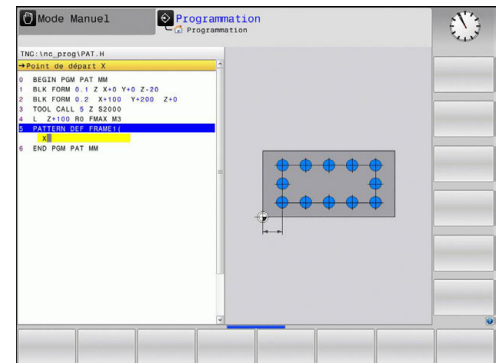 Mode Manuel
Programmation
Programmation
TNC:\nc_prog\PAT.H
→Point de départ X
0 BEGIN PGM PAT MM
1 BLK FORM 0.1 Z X+0 Y+0 Z-20
2 BLK FORM 0.2 X+100 Y+200 Z+0
3 TOOL CALL 5 Z S2000
4 L Z+100 R0 FMAX M3
5 PATTERN DEF FRAME1(
X
6 END PGM PAT MM